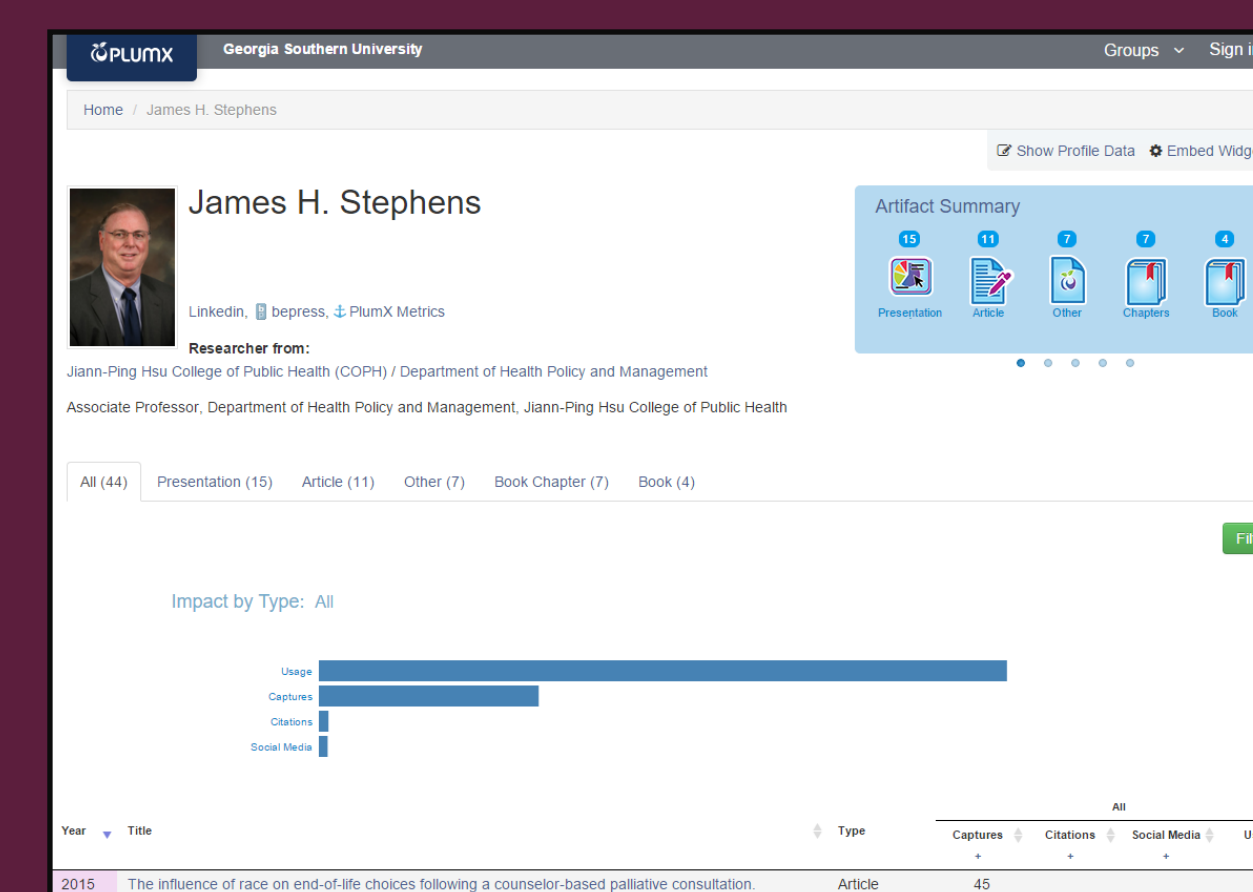 PLUMX
Georgia Southern University
Groups
Sign
Home / James H. Stephens
Show Profile Data
Embed
James H. Stephens
Linkedin, bepress, PlumX Metrics
Researcher from:
Jiann-Ping Hsu College of Public Health (COPH) / Department of Health Policy and Management
Associate Professor, Department of Health Policy and Management, Jiann-Ping Hsu College of Public Health
Artifact Summary
15 11 7 7 4
Presentation Article Other Chapters Book
All (44) Presentation (15) Article (11) Other (7) Book Chapter (7) Book (4)
Impact by Type: All
Usage
Captures
Citations
Social Media
All
Year Title Type Captures Citations Social Media
+ + +
2015 The influence of race on end-of-life choices following a counselor-based palliative consultation. Article 45